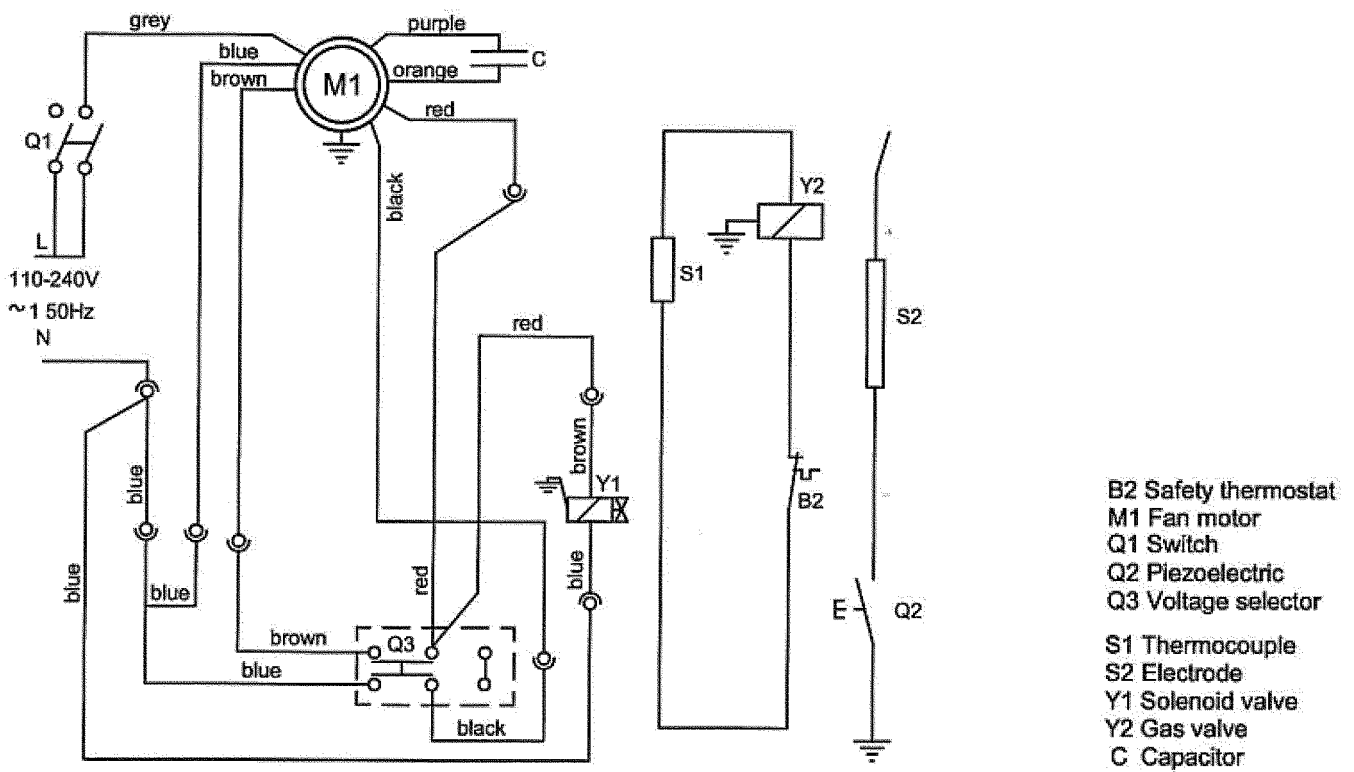 grey
purple
blue
C
brown
M1
orange
red
Q1
black
Y2
L
S1
110-240V
~ 1 50Hz
S2
N
red
brown
blue
Y1
B2
B2 Safety thermostat
M1 Fan motor
Q1 Switch
Q2 Piezoelectric
Q3 Voltage selector
blue
blue
red
blue
E
Q2
brown
Q3
blue
black
S1 Thermocouple
S2 Electrode
Y1 Solenoid valve
Y2 Gas valve
C Capacitor